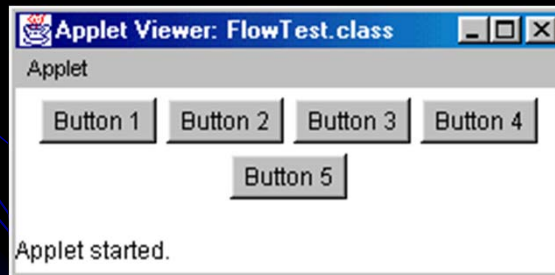 Applet Viewer: FlowTest.class
Applet
Button 1 Button 2 Button 3 Button 4
Button 5
Applet started.